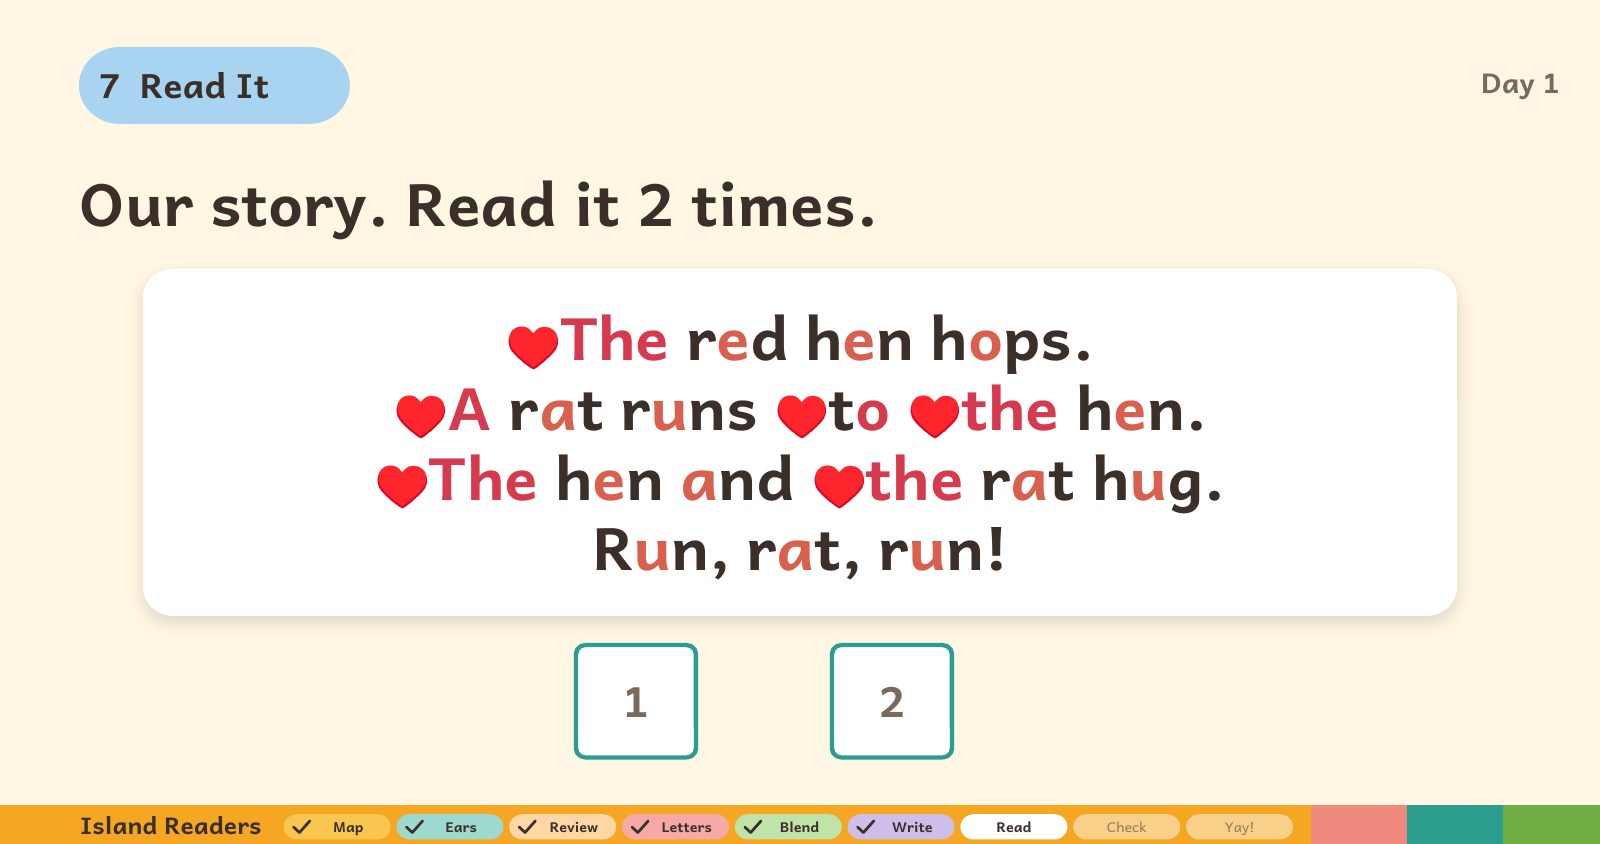 7 Read It
Day 1
Our story. Read it 2 times.
The red hen hops.
A rat runs to the hen.
The hen and the rat hug.
Run, rat, run!
1
2
Island Readers
Map
Ears
Review
Letters
Blend
Write
Read
Check
Yay!